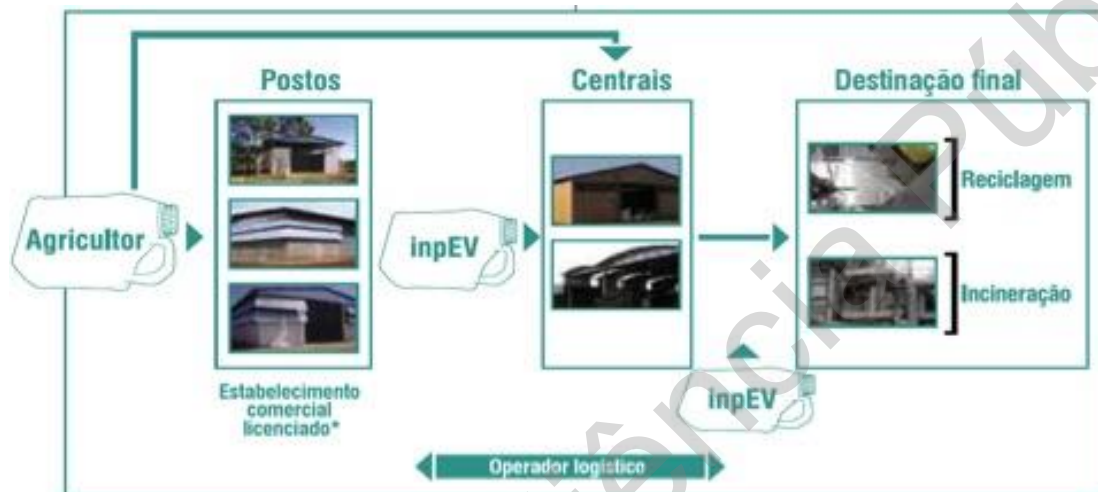 Postos
Centrais
Destinação final
Agricultor
inpEV
Reciclagem
Incineração
Estabelecimento
comercial
licenciado*
inpEV
Operador logístico